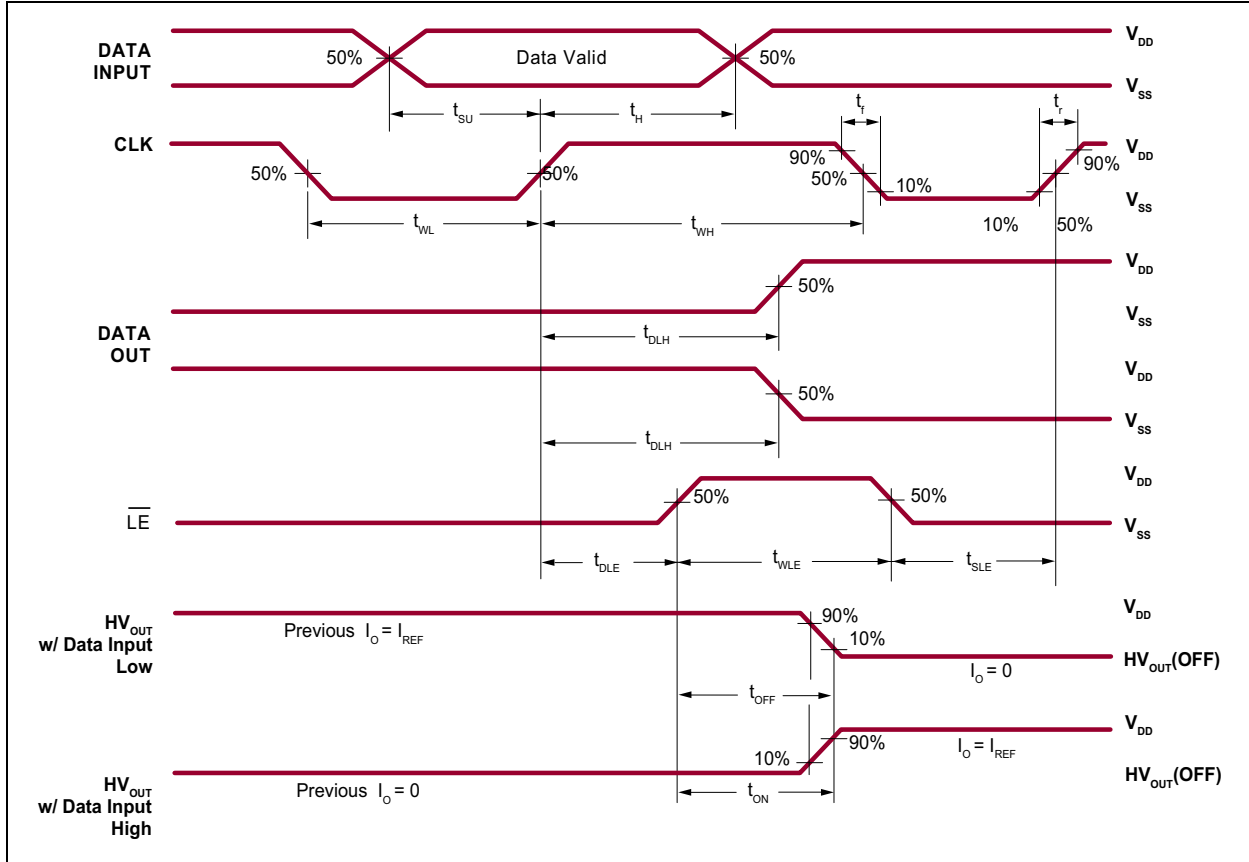 DATA INPUT
50%
Data Valid
50%
V_DD
V_SS
t_SU
t_H
t_f
t_r
CLK
50%
50%
90%
50%
10%
10%
50%
90%
V_DD
V_SS
t_WL
t_WH
DATA OUT
50%
V_DD
V_SS
t_DLH
50%
V_DD
V_SS
t_DLH
LE
50%
50%
V_DD
V_SS
t_DLE
t_WLE
t_SLE
HV_OUT
w/ Data Input
Low
Previous I_O = I_REF
90%
10%
I_O = 0
V_DD
HV_OUT(OFF)
t_OFF
HV_OUT
w/ Data Input
High
Previous I_O = 0
10%
90%
I_O = I_REF
V_DD
HV_OUT(OFF)
t_ON